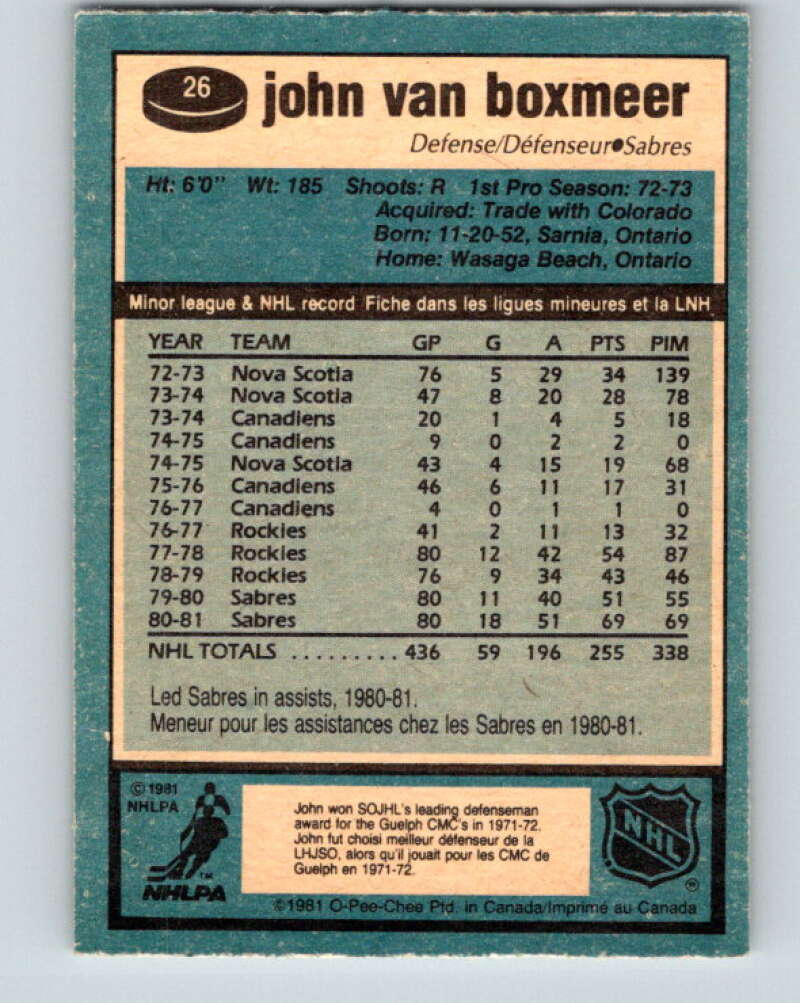 26 john van boxmeer
Defense/Défenseur●Sabres
Ht: 6'0" Wt: 185 Shoots: R 1st Pro Season: 72-73
Acquired: Trade with Colorado
Born: 11-20-52, Sarnia, Ontario
Home: Wasaga Beach, Ontario
Minor league & NHL record Fiche dans les ligues mineures et la LNH
YEAR TEAM GP G A PTS PIM
72-73 Nova Scotia 76 5 29 34 139
73-74 Nova Scotia 47 8 20 28 78
73-74 Canadiens 20 1 4 5 18
74-75 Canadiens 9 0 2 2 0
74-75 Nova Scotia 43 4 15 19 68
75-76 Canadiens 46 6 11 17 31
76-77 Canadiens 4 0 1 1 0
76-77 Rockies 41 2 11 13 32
77-78 Rockies 80 12 42 54 87
78-79 Rockies 76 9 34 43 46
79-80 Sabres 80 11 40 51 55
80-81 Sabres 80 18 51 69 69
NHL TOTALS ......... 436 59 196 255 338
Led Sabres in assists, 1980-81.
Meneur pour les assistances chez les Sabres en 1980-81.
©1981
NHLPA
TM
NHLPA
John won SOJHL's leading defenseman
award for the Guelph CMC's in 1971-72.
John fut choisi meilleur défenseur de la
LHJSO, alors qu'il jouait pour les CMC de
Guelph en 1971-72.
NHL
®
©1981 O-Pee-Chee Ptd. in Canada/Imprimé au Canada